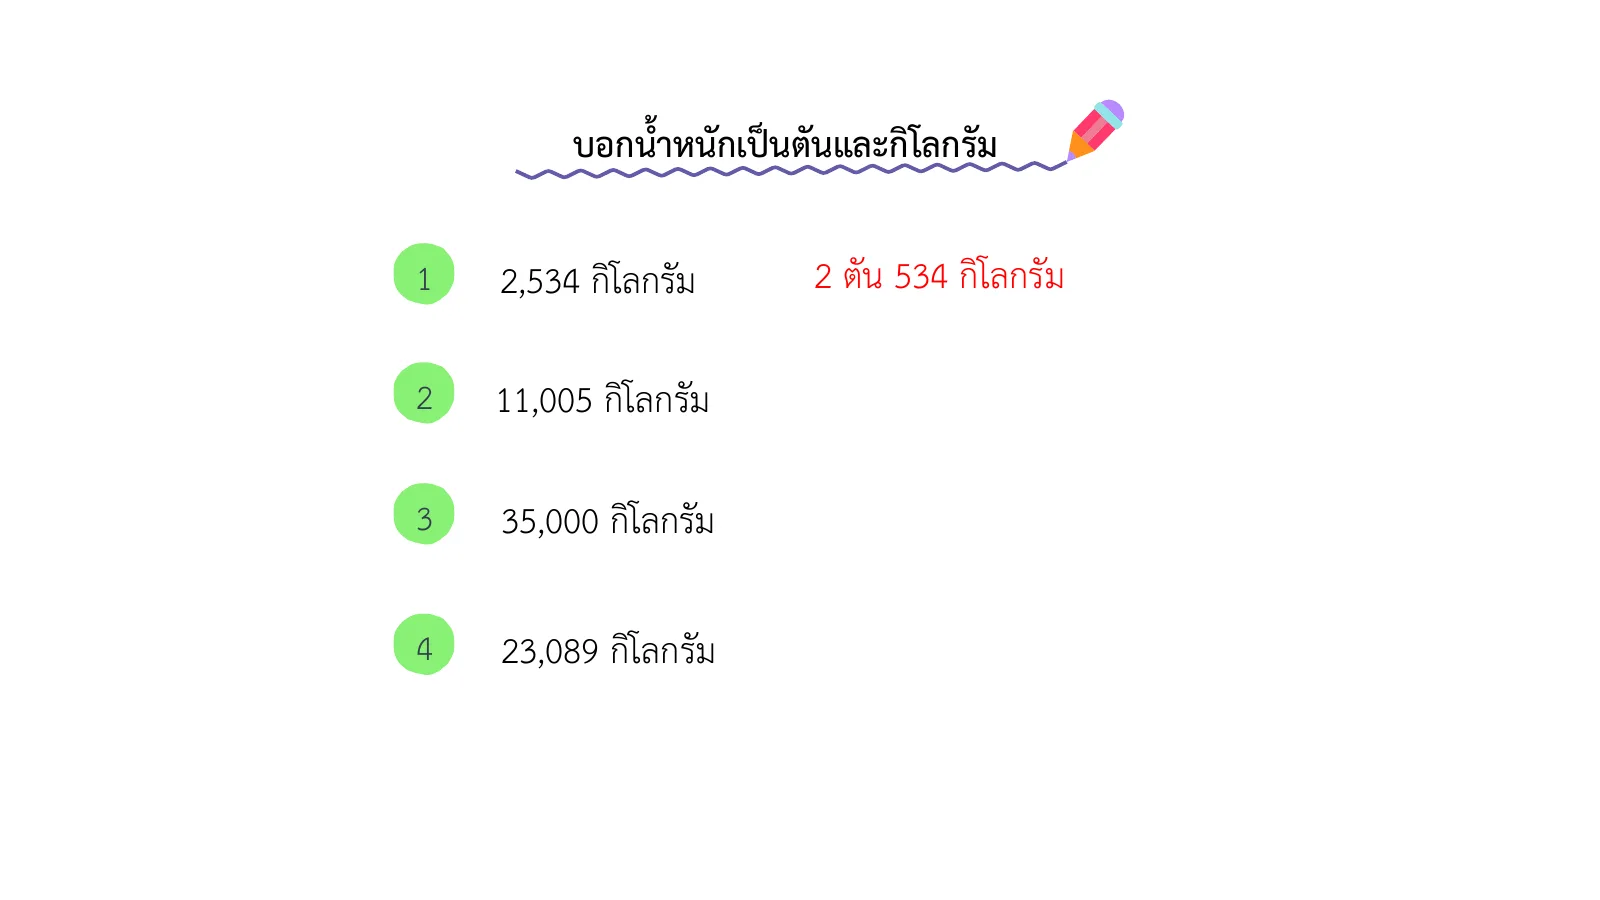 บอกน้ำหนักเป็นตันและกิโลกรัม
1 2,534 กิโลกรัม 2 ตัน 534 กิโลกรัม
2 11,005 กิโลกรัม
3 35,000 กิโลกรัม
4 23,089 กิโลกรัม